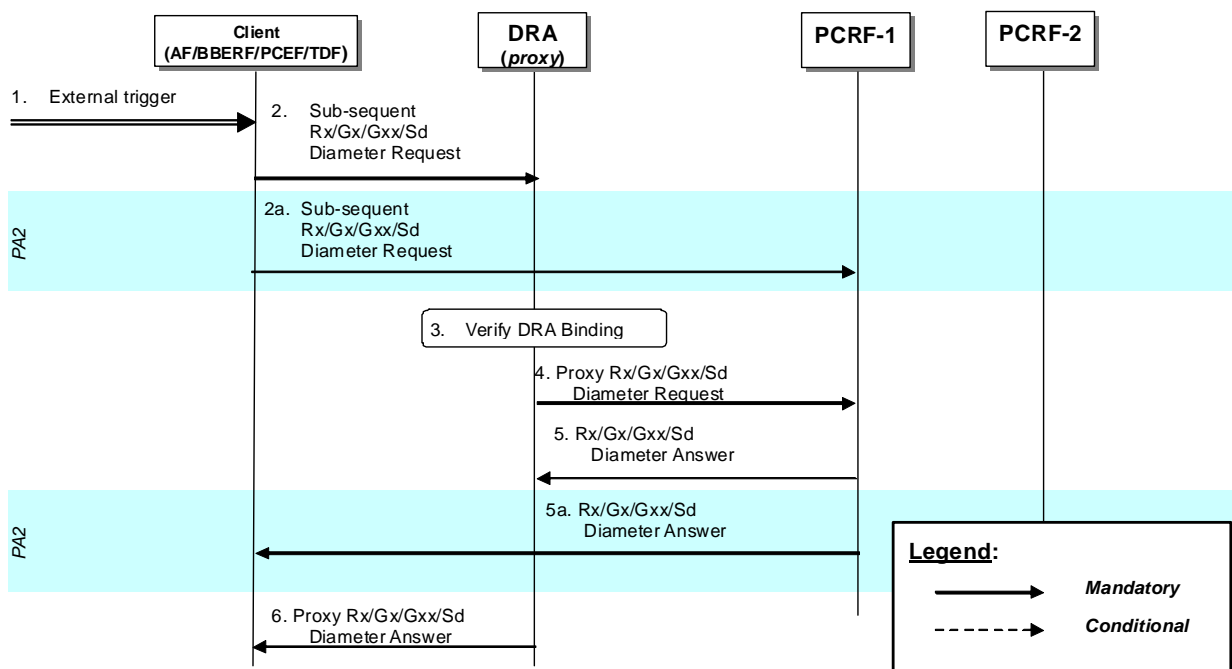 Client
(AF/BBERF/PCEF/TDF)
DRA
(proxy)
PCRF-1
PCRF-2
1. External trigger
2. Sub-sequent
Rx/Gx/Gxx/Sd
Diameter Request
PA2
2a. Sub-sequent
Rx/Gx/Gxx/Sd
Diameter Request
3. Verify DRA Binding
4. Proxy Rx/Gx/Gxx/Sd
Diameter Request
5. Rx/Gx/Gxx/Sd
Diameter Answer
PA2
5a. Rx/Gx/Gxx/Sd
Diameter Answer
6. Proxy Rx/Gx/Gxx/Sd
Diameter Answer
Legend:
Mandatory
Conditional